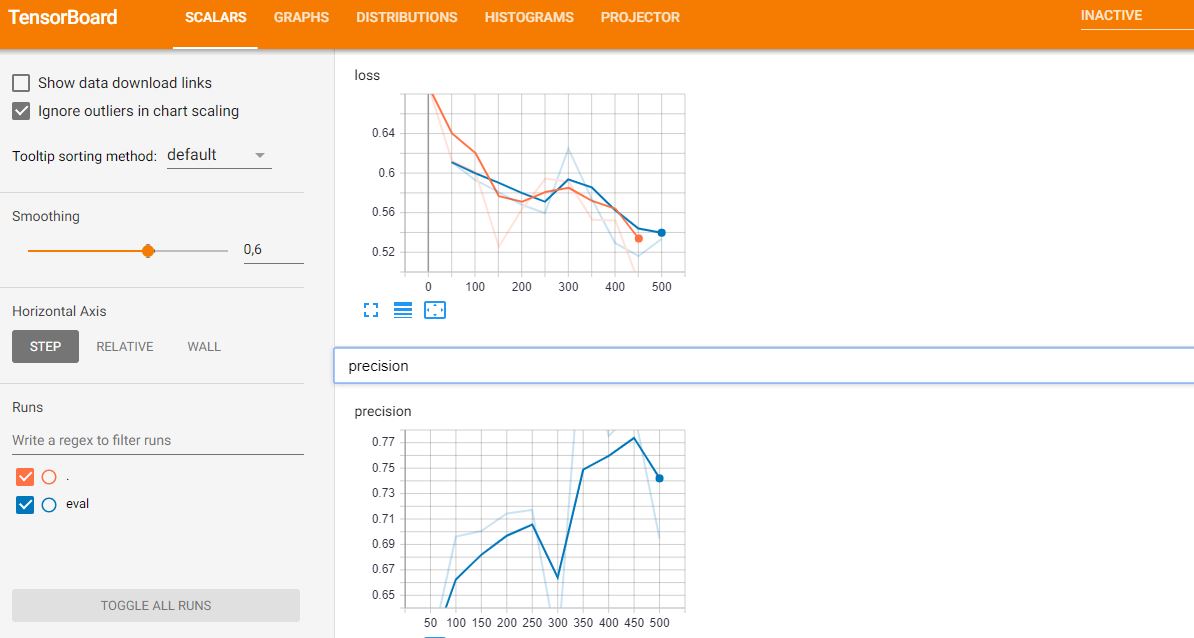 TensorBoard SCALARS GRAPHS DISTRIBUTIONS HISTOGRAMS PROJECTOR INACTIVE
Show data download links
Ignore outliers in chart scaling
Tooltip sorting method: default
Smoothing
0,6
Horizontal Axis
STEP RELATIVE WALL
Runs
Write a regex to filter runs
.
eval
TOGGLE ALL RUNS
loss
0.64
0.6
0.56
0.52
0 100 200 300 400 500
precision
precision
0.77
0.75
0.73
0.71
0.69
0.67
0.65
50 100 150 200 250 300 350 400 450 500